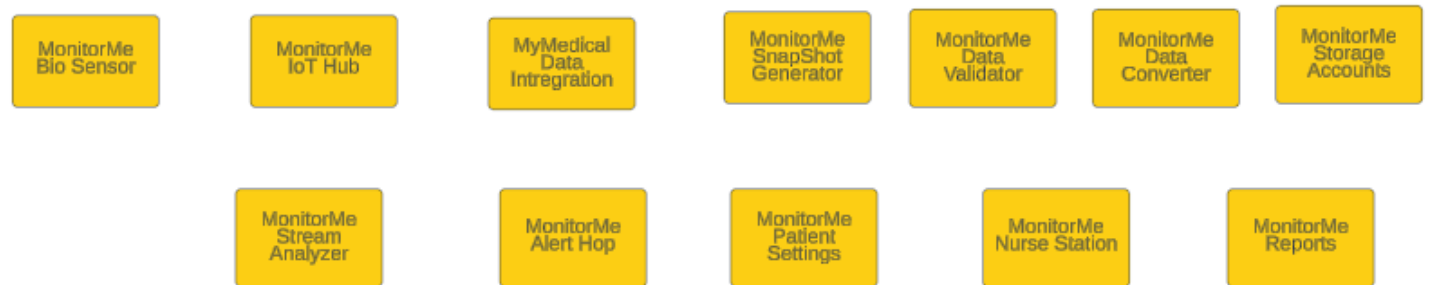 MonitorMe
Bio Sensor
MonitorMe
IoT Hub
MyMedical
Data
Intregration
MonitorMe
SnapShot
Generator
MonitorMe
Data
Validator
MonitorMe
Data
Converter
MonitorMe
Storage
Accounts
MonitorMe
Stream
Analyzer
MonitorMe
Alert Hop
MonitorMe
Patient
Settings
MonitorMe
Nurse Station
MonitorMe
Reports